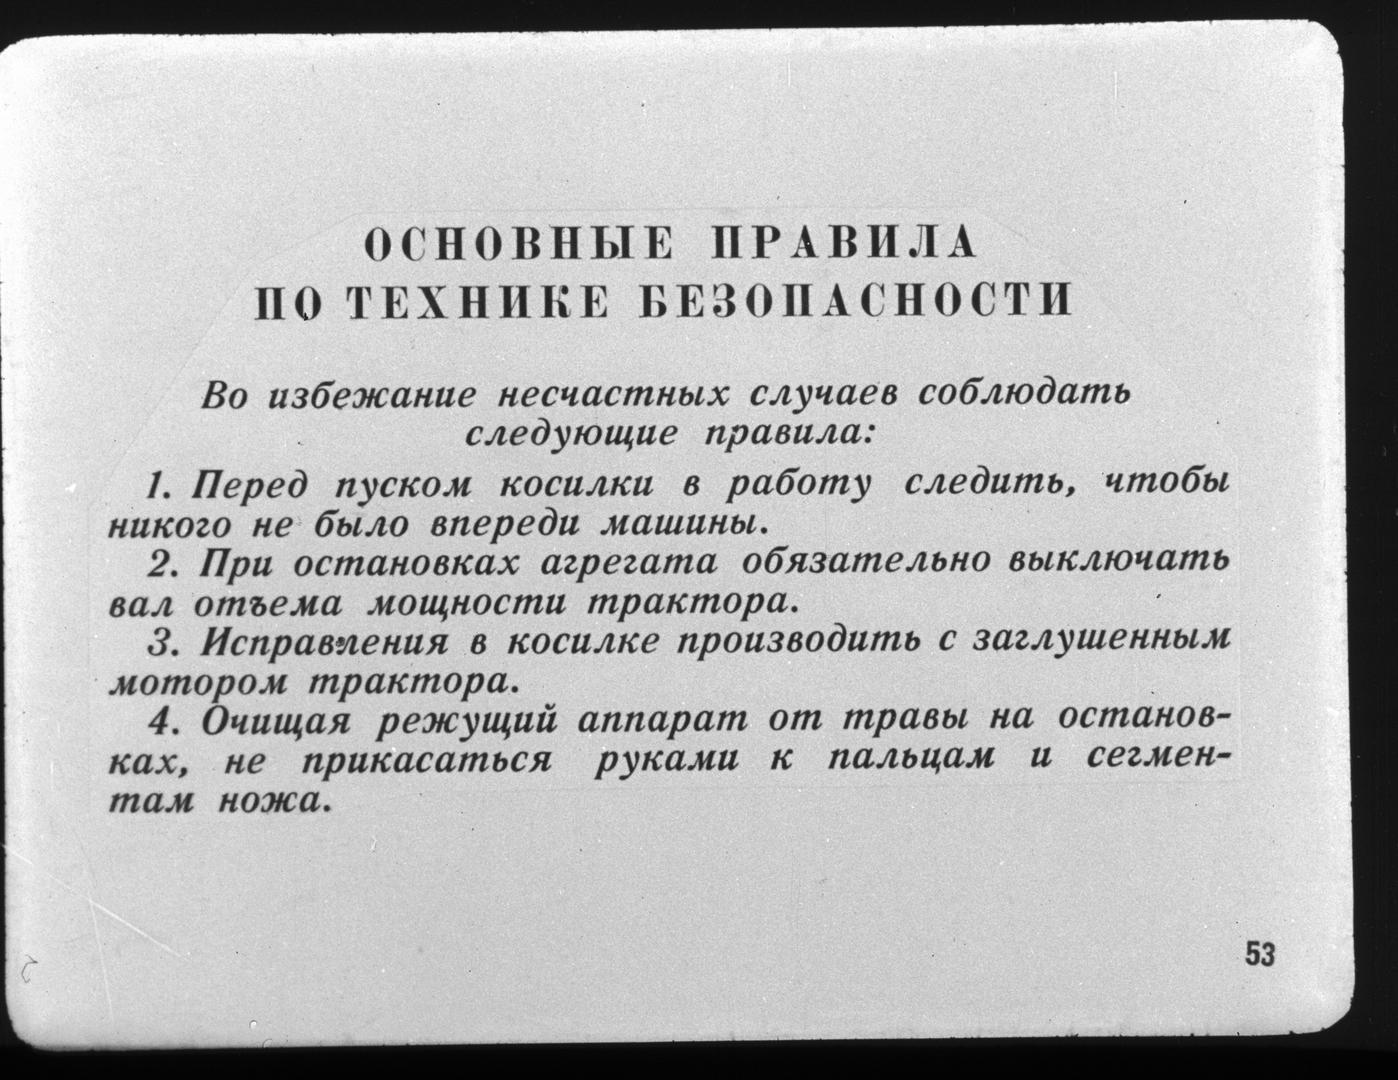 ОСНОВНЫЕ ПРАВИЛА
ПО ТЕХНИКЕ БЕЗОПАСНОСТИ
Во избежание несчастных случаев соблюдать
следующие правила:
1. Перед пуском косилки в работу следить, чтобы
никого не было впереди машины.
2. При остановках агрегата обязательно выключать
вал отъема мощности трактора.
3. Исправления в косилке производить с заглушенным
мотором трактора.
4. Очищая режущий аппарат от травы на останов-
ках, не прикасаться руками к пальцам и сегмен-
там ножа.
53